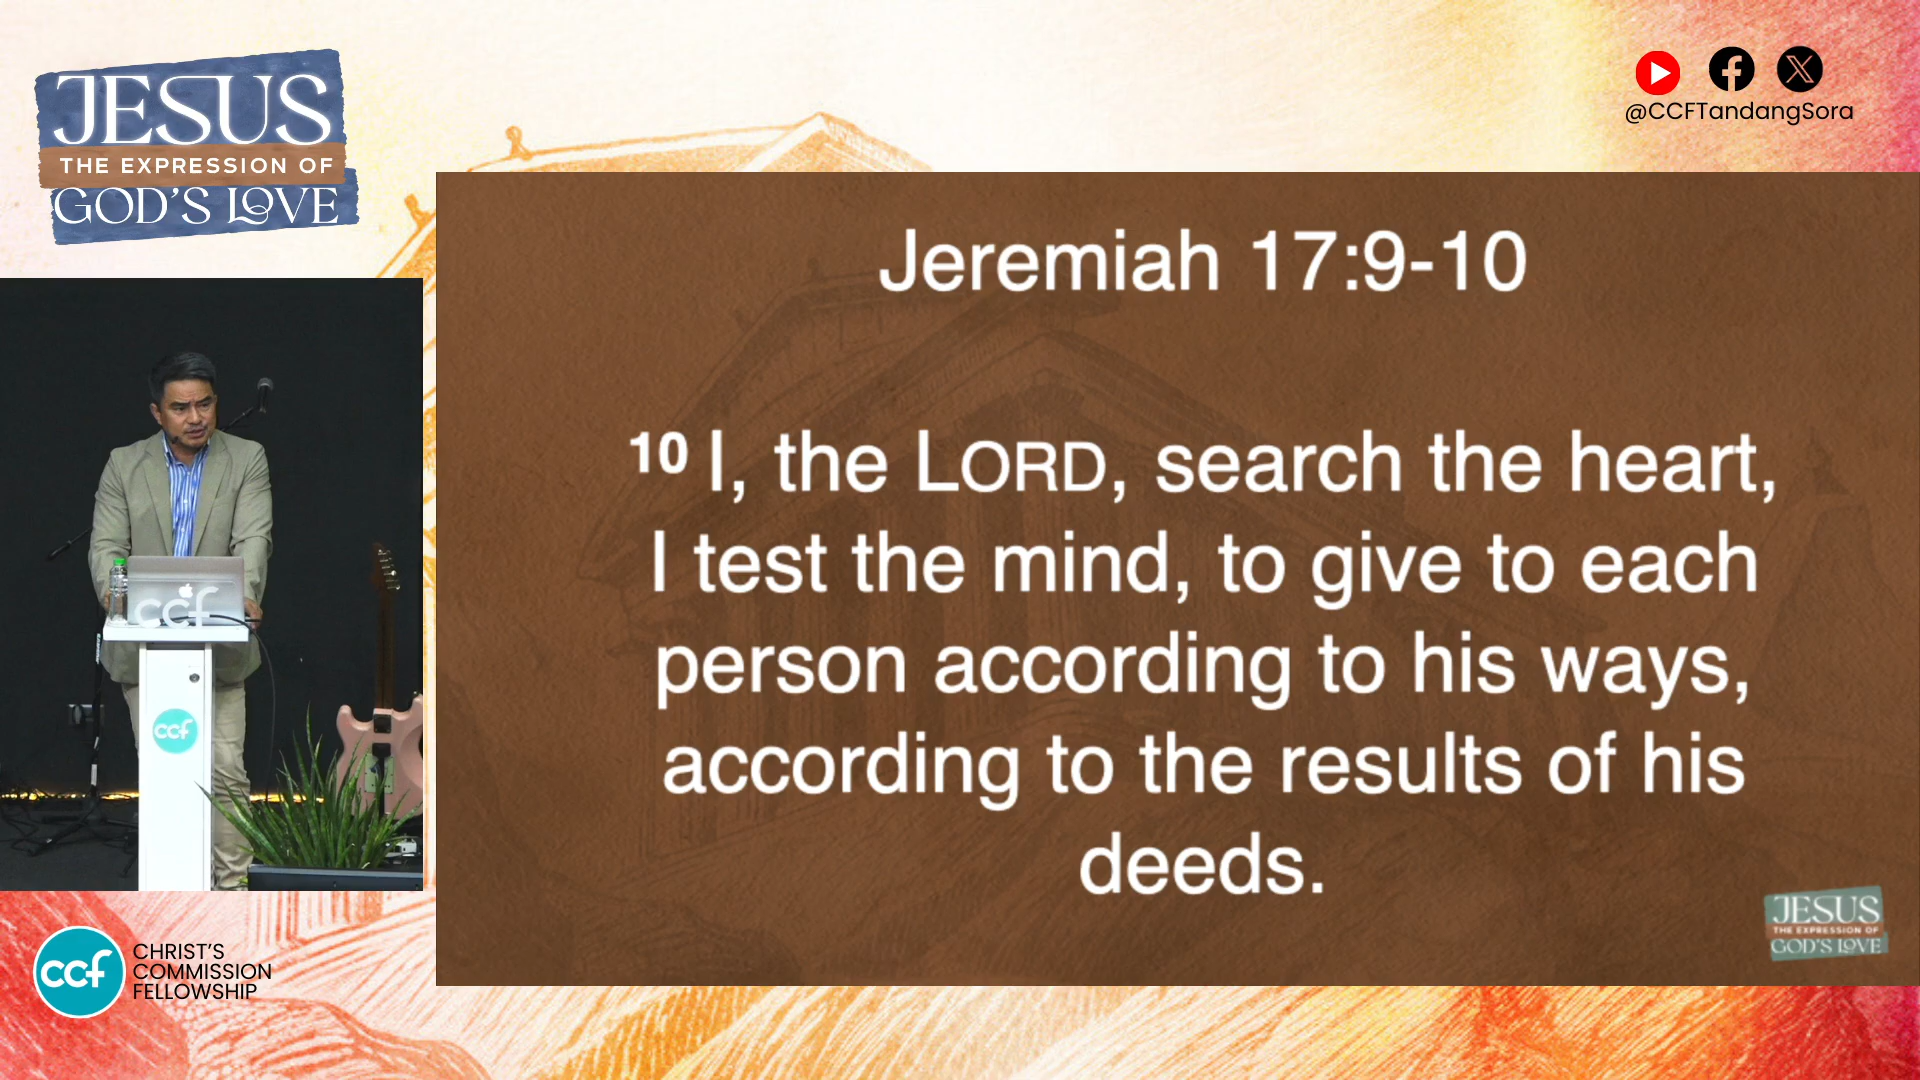 JESUS
THE EXPRESSION OF
GOD'S LOVE
@CCFTandangSora
Jeremiah 17:9-10
10 I, the LORD, search the heart,
I test the mind, to give to each
person according to his ways,
according to the results of his
deeds.
ccf
ccf
JESUS
THE EXPRESSION OF
GOD'S LOVE
ccf
CHRIST'S
COMMISSION
FELLOWSHIP